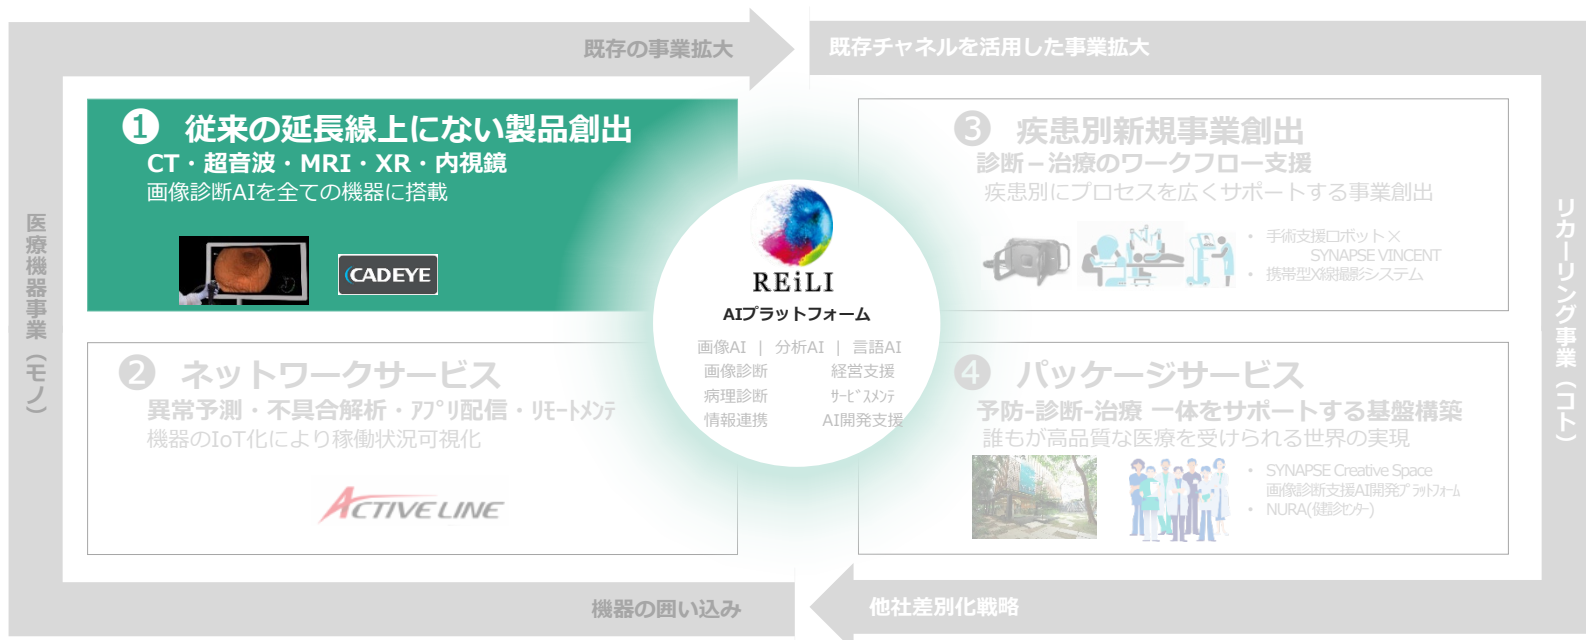 既存の事業拡大
既存チャネルを活用した事業拡大
医療機器事業（モノ）
❶ 従来の延長線上にない製品創出
CT・超音波・MRI・XR・内視鏡
画像診断AIを全ての機器に搭載
CADEYE
❷ ネットワークサービス
異常予測・不具合解析・ｱﾌﾟﾘ配信・ﾘﾓｰﾄﾒﾝﾃ
機器のIoT化により稼働状況可視化
ACTIVE LINE
REiLI
AIプラットフォーム
画像AI | 分析AI | 言語AI
画像診断 経営支援
病理診断 ｻｰﾋﾞｽﾒﾝﾃ
情報連携 AI開発支援
❸ 疾患別新規事業創出
診断－治療のワークフロー支援
疾患別にプロセスを広くサポートする事業創出
• 手術支援ロボット×
SYNAPSE VINCENT
• 携帯型X線撮影システム
❹ パッケージサービス
予防-診断-治療 一体をサポートする基盤構築
誰もが高品質な医療を受けられる世界の実現
• SYNAPSE Creative Space
画像診断支援AI開発ﾌﾟﾗｯﾄﾌｫｰﾑ
• NURA(健診ｾﾝﾀｰ)
リカーリング事業（コト）
機器の囲い込み
他社差別化戦略